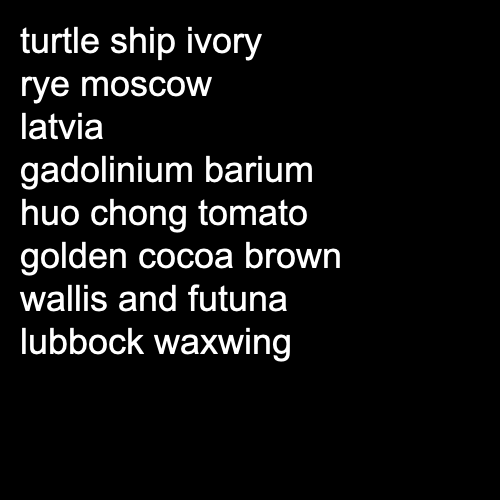 turtle ship ivory
rye moscow
latvia
gadolinium barium
huo chong tomato
golden cocoa brown
wallis and futuna
lubbock waxwing